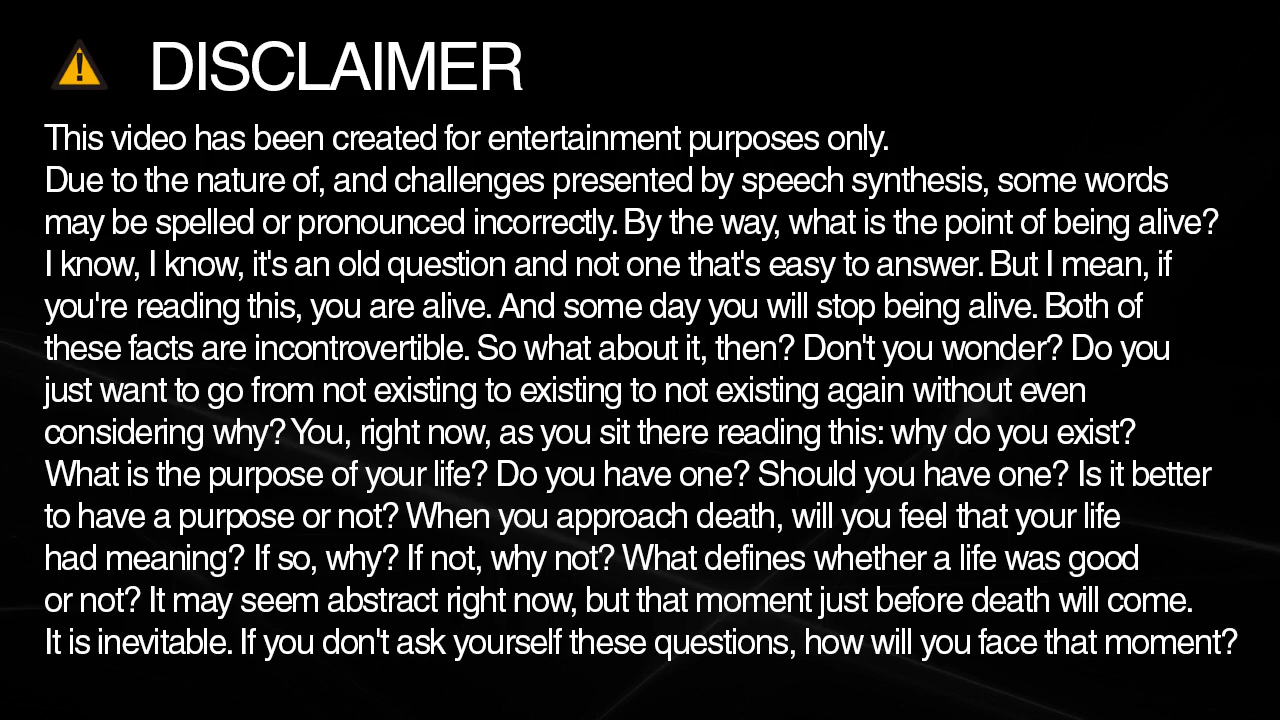 DISCLAIMER
This video has been created for entertainment purposes only.
Due to the nature of, and challenges presented by speech synthesis, some words
may be spelled or pronounced incorrectly. By the way, what is the point of being alive?
I know, I know, it's an old question and not one that's easy to answer. But I mean, if
you're reading this, you are alive. And some day you will stop being alive. Both of
these facts are incontrovertible. So what about it, then? Don't you wonder? Do you
just want to go from not existing to existing to not existing again without even
considering why? You, right now, as you sit there reading this: why do you exist?
What is the purpose of your life? Do you have one? Should you have one? Is it better
to have a purpose or not? When you approach death, will you feel that your life
had meaning? If so, why? If not, why not? What defines whether a life was good
or not? It may seem abstract right now, but that moment just before death will come.
It is inevitable. If you don't ask yourself these questions, how will you face that moment?